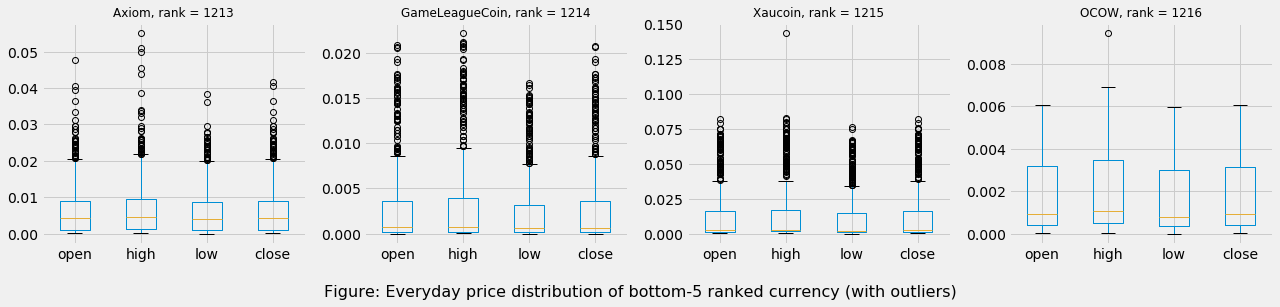 Axiom, rank = 1213
0.05
0.04
0.03
0.02
0.01
0.00
open high low close
GameLeagueCoin, rank = 1214
0.020
0.015
0.010
0.005
0.000
open high low close
Xaucoin, rank = 1215
0.150
0.125
0.100
0.075
0.050
0.025
0.000
open high low close
OCOW, rank = 1216
0.008
0.006
0.004
0.002
0.000
open high low close
Figure: Everyday price distribution of bottom-5 ranked currency (with outliers)